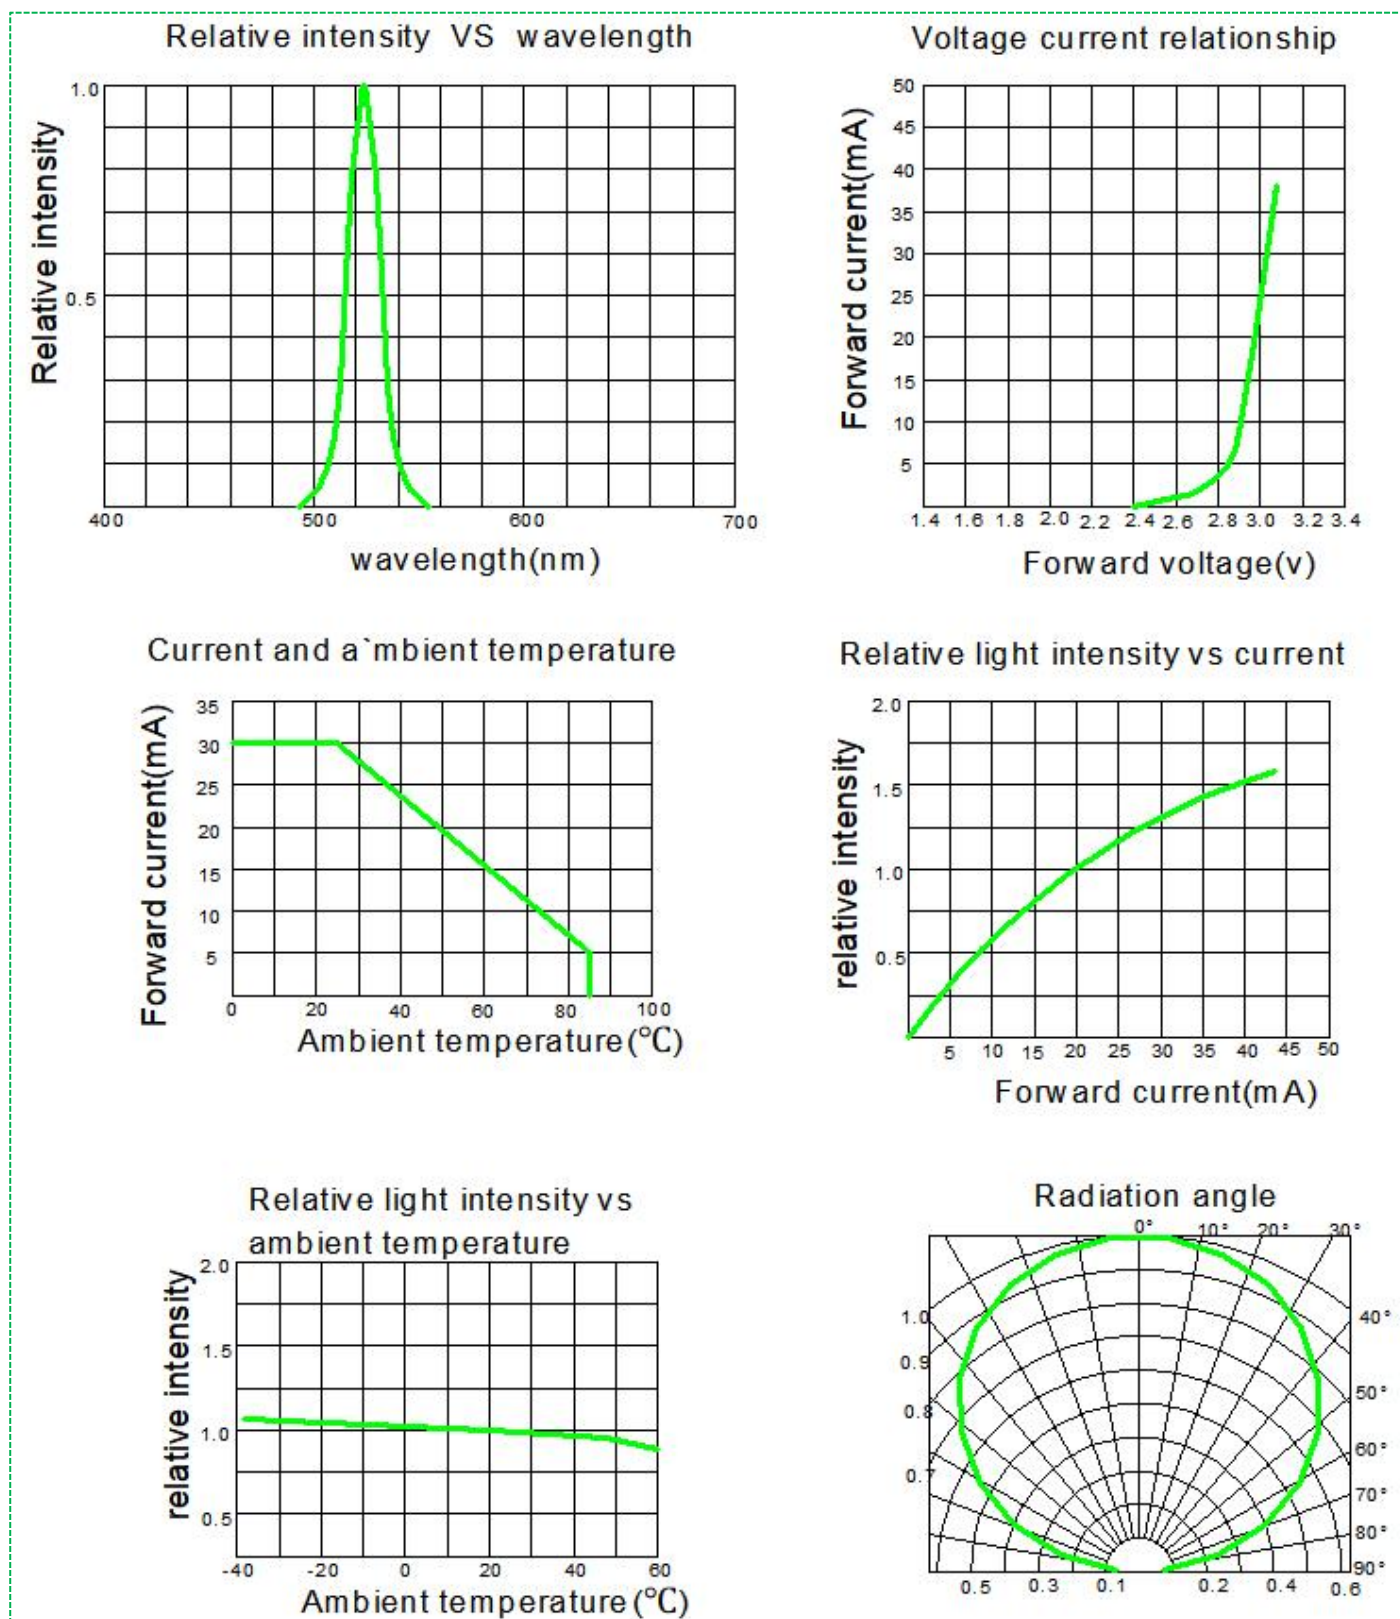 Relative intensity VS wavelength
1.0
0.5
Relative intensity
400 500 600 700
wavelength(nm)
Voltage current relationship
50
45
40
35
30
25
20
15
10
5
Forward current(mA)
1.4 1.6 1.8 2.0 2.2 2.4 2.6 2.8 3.0 3.2 3.4
Forward voltage(v)
Current and a`mbient temperature
35
30
25
20
15
10
5
Forward current(mA)
0 20 40 60 80 100
Ambient temperature(℃)
Relative light intensity vs current
2.0
1.5
1.0
0.5
relative intensity
5 10 15 20 25 30 35 40 45 50
Forward current(mA)
Relative light intensity vs
ambient temperature
2.0
1.5
1.0
0.5
relative intensity
-40 -20 0 20 40 60
Ambient temperature(℃)
Radiation angle
0° 10° 20° 30°
40°
50°
60°
70°
80°
90°
1.0
0.9
0.8
0.7
0.5 0.3 0.1 0.2 0.4 0.6